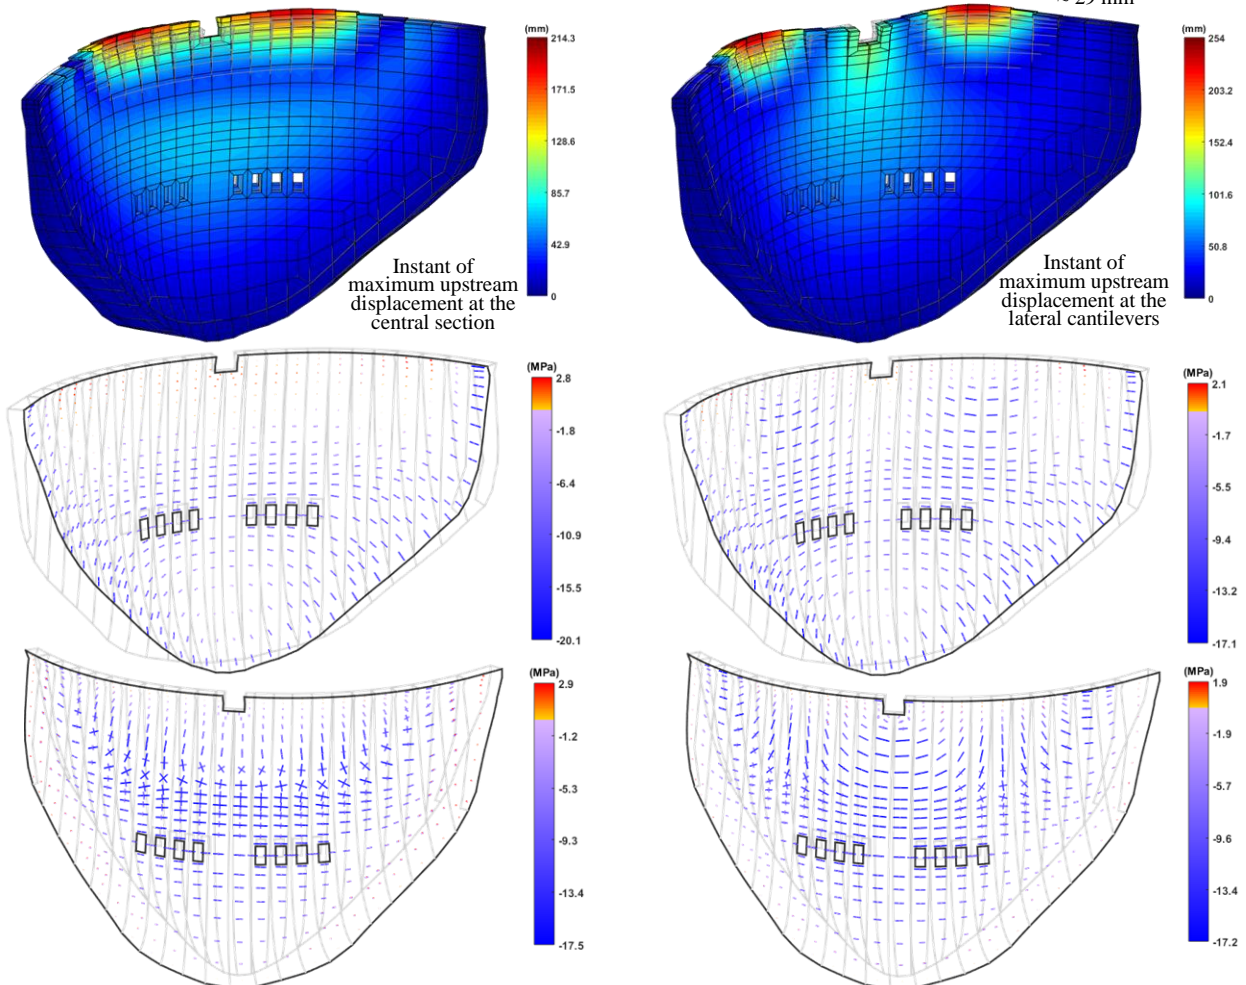 ≈ 29 mm
(mm)
214.3
171.5
128.6
85.7
42.9
0
Instant of
maximum upstream
displacement at the
central section
(mm)
254
203.2
152.4
101.6
50.8
0
Instant of
maximum upstream
displacement at the
lateral cantilevers
(MPa)
2.8
-1.8
-6.4
-10.9
-15.5
-20.1
(MPa)
2.1
-1.7
-5.5
-9.4
-13.2
-17.1
(MPa)
2.9
-1.2
-5.3
-9.3
-13.4
-17.5
(MPa)
1.9
-1.9
-5.7
-9.6
-13.4
-17.2